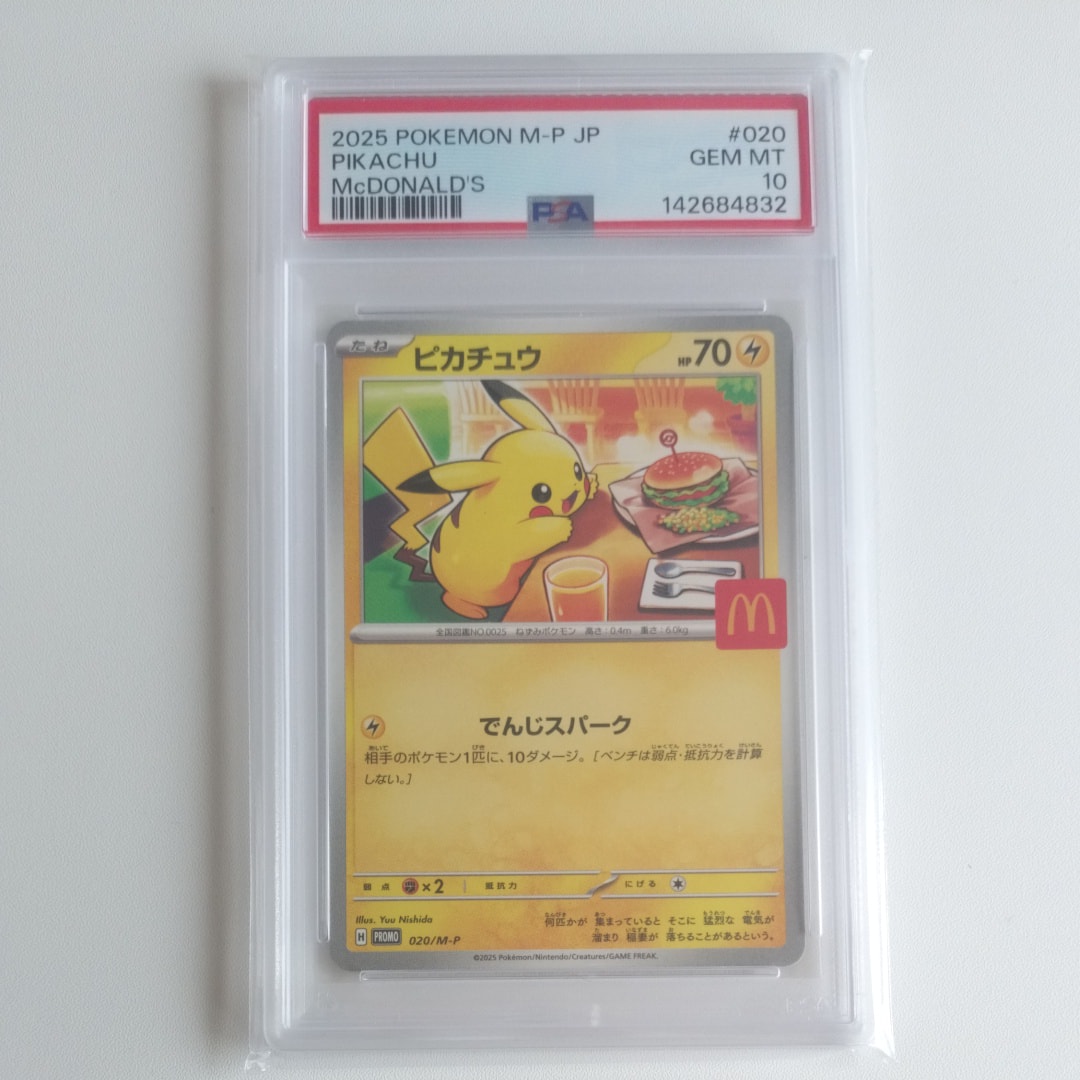 2025 POKEMON M-P JP #020
PIKACHU GEM MT
McDONALD'S 10
PSA 142684832
たね ピカチュウ HP 70
M
全国図鑑NO.0025 ねずみポケモン 高さ:0.4m 重さ:6.0kg
でんじスパーク
相手のポケモン1匹に、10ダメージ。[ベンチは弱点・抵抗力を計算
しない。]
弱点 ×2 抵抗力 にげる
Illus. Yuu Nishida
H PROMO 020/M-P
何匹かが 集まっていると そこに 猛烈な 電気が
溜まり 稲妻が 落ちることがあるという。
©2025 Pokémon/Nintendo/Creatures/GAME FREAK.